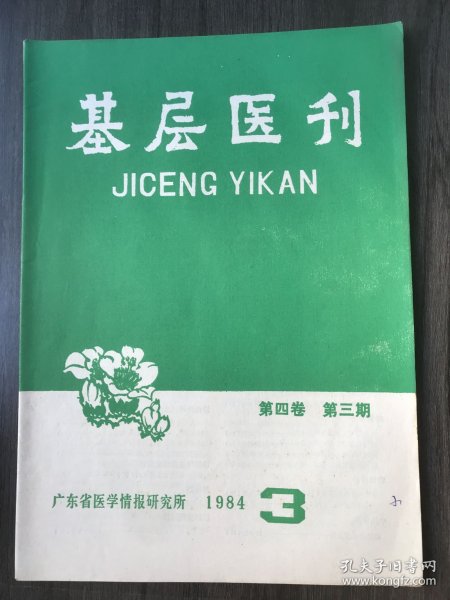 基层医刊
JICENG YIKAN
第四卷 第三期
广东省医学情报研究所 1984 3
孔夫子旧书网
www.kongfz.com